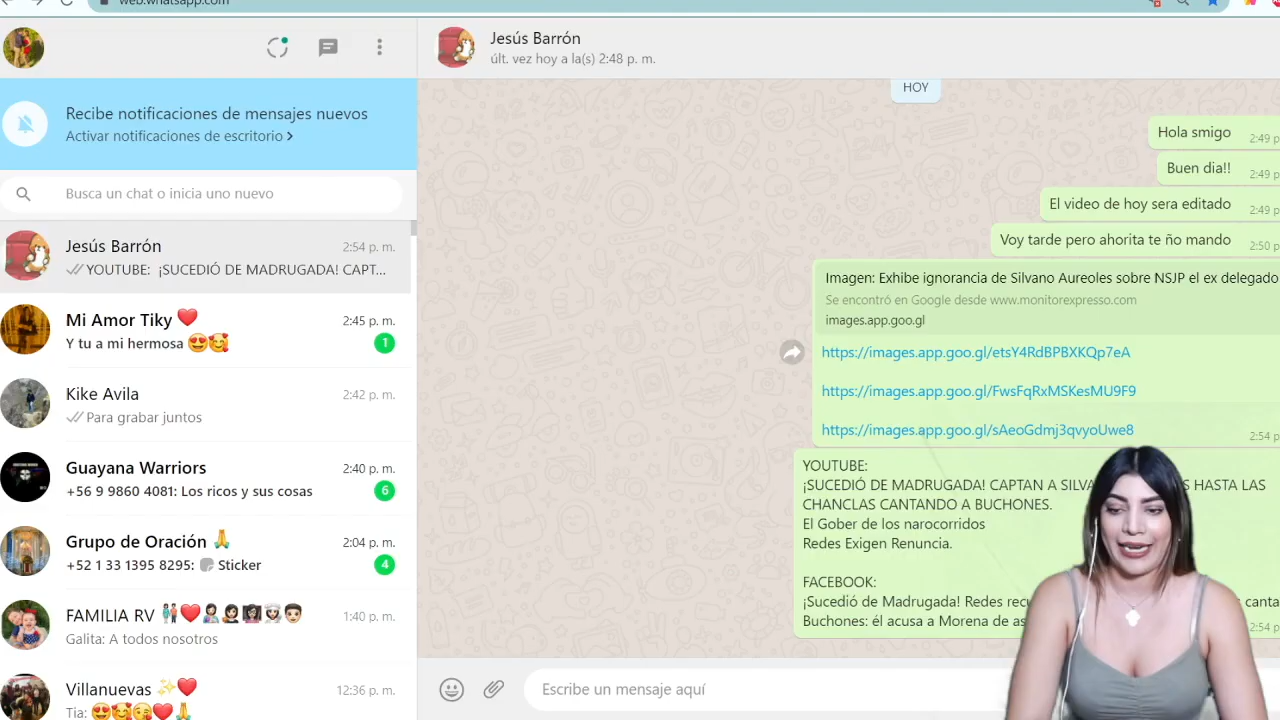 web.whatsapp.com
Recibe notificaciones de mensajes nuevos
Activar notificaciones de escritorio >
Busca un chat o inicia uno nuevo
Jesús Barrón 2:54 p. m.
YOUTUBE: ¡SUCEDIÓ DE MADRUGADA! CAPT...
Mi Amor Tiky ❤️ 2:45 p. m.
Y tu a mi hermosa 😍🥰 1
Kike Avila 2:42 p. m.
Para grabar juntos
Guayana Warriors 2:40 p. m.
+56 9 9860 4081: Los ricos y sus cosas 6
Grupo de Oración 🙏 2:04 p. m.
+52 1 33 1395 8295: Sticker 4
FAMILIA RV 1:40 p. m.
Galita: A todos nosotros
Villanuevas ✨❤️ 12:36 p. m.
Tia: 😍🥰😘❤️🙏
Jesús Barrón
últ. vez hoy a la(s) 2:48 p. m.
HOY
Hola smigo 2:49 p
Buen dia!! 2:49 p
El video de hoy sera editado 2:49 p
Voy tarde pero ahorita te ño mando 2:50 p
Imagen: Exhibe ignorancia de Silvano Aureoles sobre NSJP el ex delegado
Se encontró en Google desde www.monitorexpresso.com
images.app.goo.gl
https://images.app.goo.gl/etsY4RdBPBXKQp7eA
https://images.app.goo.gl/FwsFqRxMSKesMU9F9
https://images.app.goo.gl/sAeoGdmj3qvyoUwe8
2:54 p
YOUTUBE:
¡SUCEDIÓ DE MADRUGADA! CAPTAN A SILVA S HASTA LAS
CHANCLAS CANTANDO A BUCHONES.
El Gober de los narocorridos
Redes Exigen Renuncia.
FACEBOOK:
¡Sucedió de Madrugada! Redes recu canta
Buchones: él acusa a Morena de as 2:54 p
Escribe un mensaje aquí